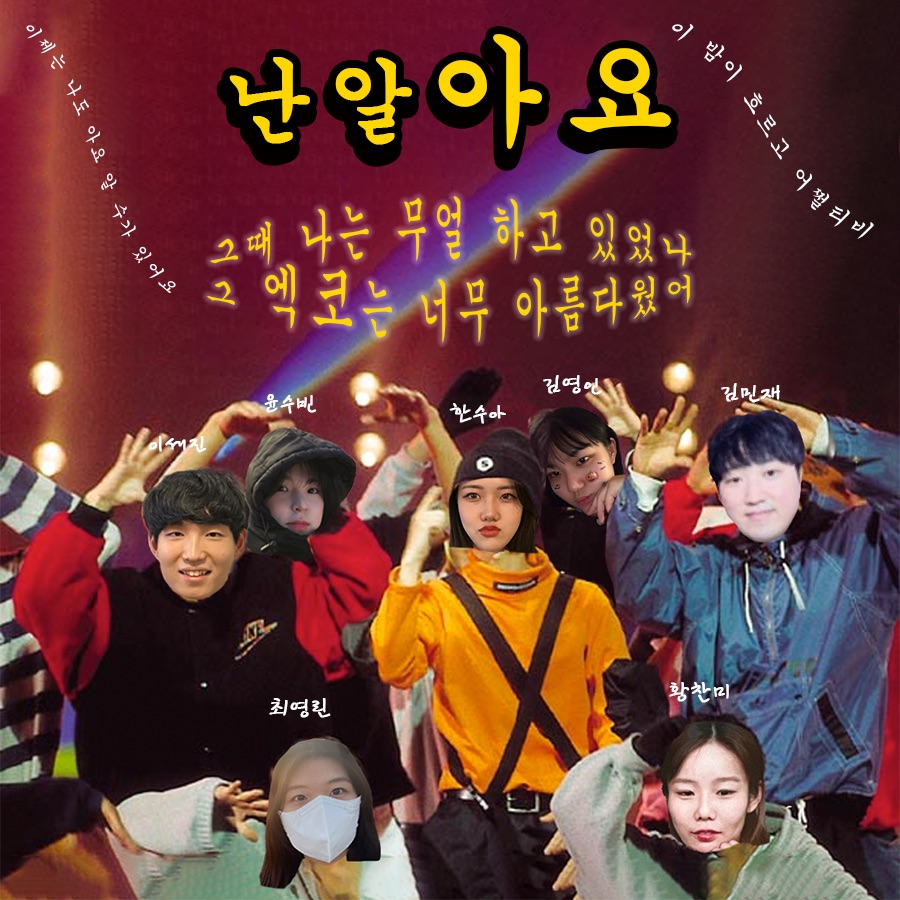 난 알아요
이제는 나도 아요 알 수가 있어요
이 밤이 흐르고 어쩔티비
그때 나는 무얼 하고 있었나
그 엑코는 너무 아름다웠어
이세진
윤수빈
한수아
김영인
김민재
최영린
황찬미